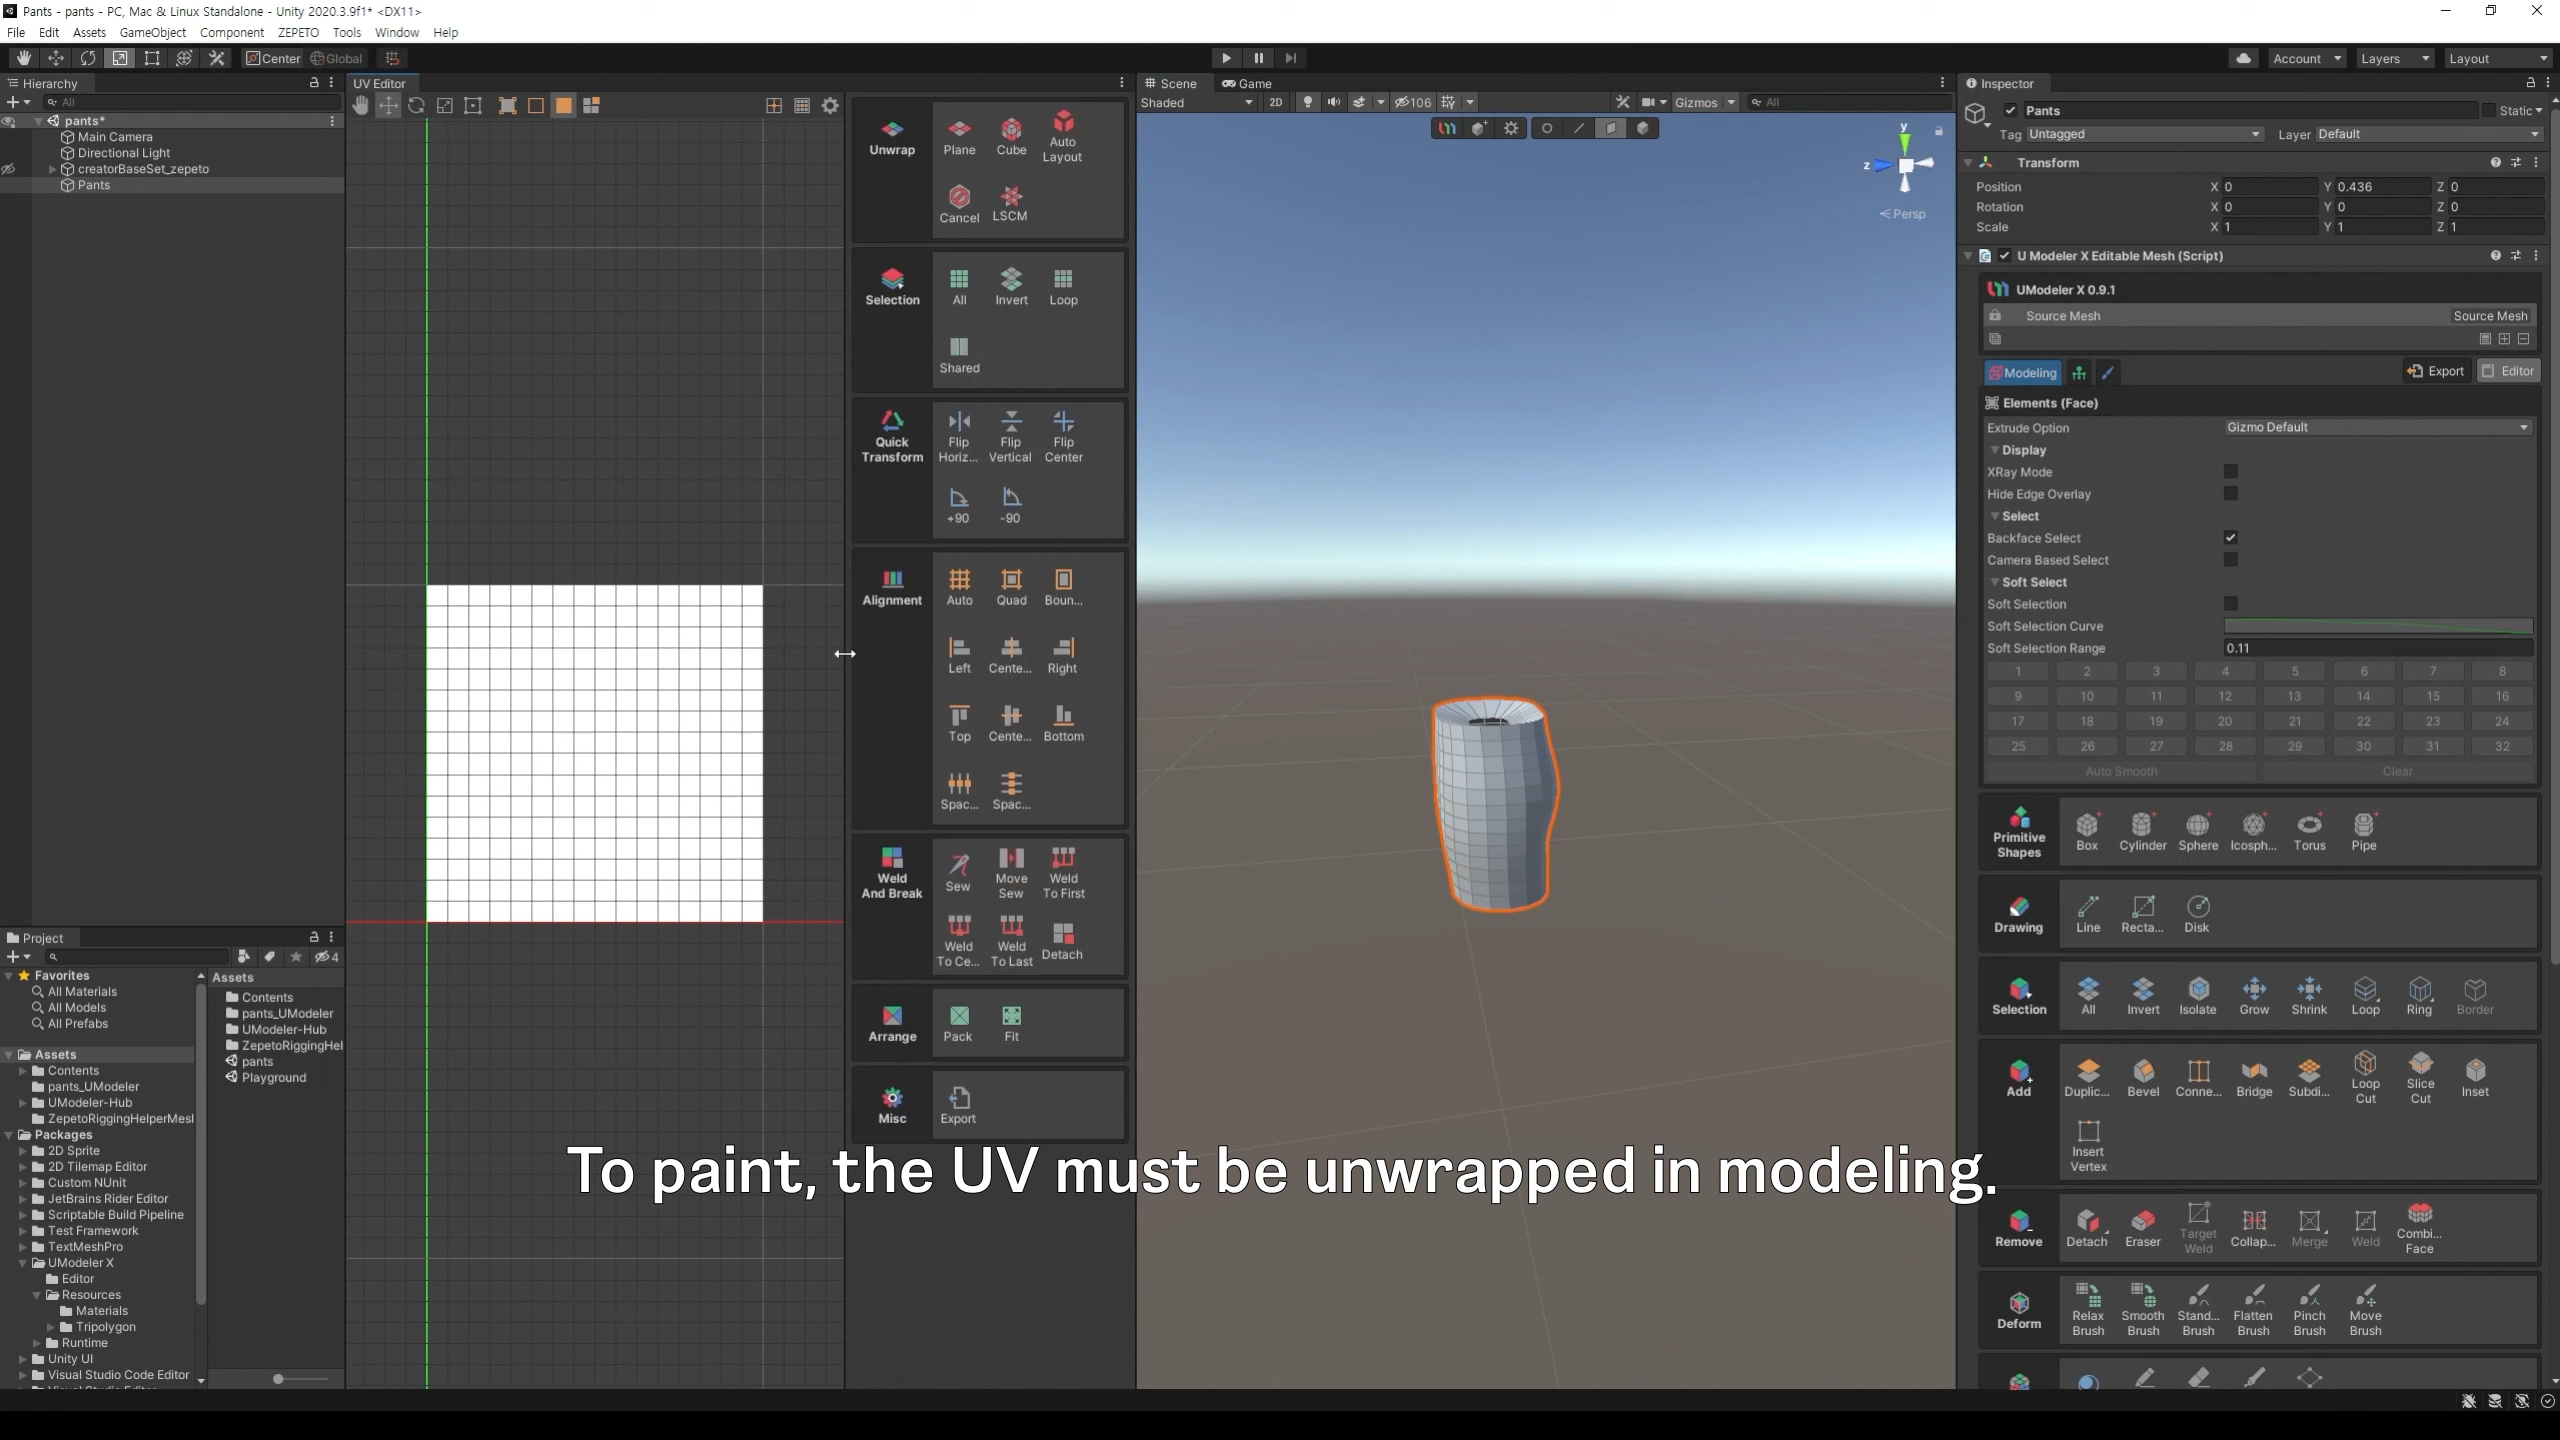 Pants - pants - PC, Mac & Linux Standalone - Unity 2020.3.9f1* <DX11>
File Edit Assets GameObject Component ZEPETO Tools Window Help
Center Global
Account Layers Layout
Hierarchy
All
pants*
Main Camera
Directional Light
creatorBaseSet_zepeto
Pants
UV Editor
Unwrap
Plane Cube Auto Layout
Cancel LSCM
Selection
All Invert Loop
Shared
Quick Transform
Flip Horiz... Flip Vertical Flip Center
+90 -90
Alignment
Auto Quad Boun...
Left Cente... Right
Top Cente... Bottom
Spac... Spac...
Weld And Break
Sew Move Sew Weld To First
Weld To Ce... Weld To Last Detach
Arrange
Pack Fit
Misc
Export
Scene Game
Shaded 2D 106 Gizmos All
y
z
Persp
Inspector
Pants Static
Tag Untagged Layer Default
Transform
Position X 0 Y 0.436 Z 0
Rotation X 0 Y 0 Z 0
Scale X 1 Y 1 Z 1
U Modeler X Editable Mesh (Script)
UModeler X 0.9.1
Source Mesh Source Mesh
Modeling Export Editor
Elements (Face)
Extrude Option Gizmo Default
Display
XRay Mode
Hide Edge Overlay
Select
Backface Select
Camera Based Select
Soft Select
Soft Selection
Soft Selection Curve
Soft Selection Range 0.11
1 2 3 4 5 6 7 8
9 10 11 12 13 14 15 16
17 18 19 20 21 22 23 24
25 26 27 28 29 30 31 32
Auto Smooth Clear
Primitive Shapes
Box Cylinder Sphere Icosph... Torus Pipe
Drawing
Line Recta... Disk
Selection
All Invert Isolate Grow Shrink Loop Ring Border
Add
Duplic... Bevel Conne... Bridge Subdi... Loop Cut Slice Cut Inset
Insert Vertex
Remove
Detach Eraser Target Weld Collap... Merge Weld Combi... Face
Deform
Relax Brush Smooth Brush Stand... Brush Flatten Brush Pinch Brush Move Brush
Project
4
Favorites
All Materials
All Models
All Prefabs
Assets
Contents
pants_UModeler
UModeler-Hub
ZepetoRiggingHelperMesl
Packages
2D Sprite
2D Tilemap Editor
Custom NUnit
JetBrains Rider Editor
Scriptable Build Pipeline
Test Framework
TextMeshPro
UModeler X
Editor
Resources
Materials
Tripolygon
Runtime
Unity UI
Visual Studio Code Editor
Assets
Contents
pants_UModeler
UModeler-Hub
ZepetoRiggingHel
pants
Playground
To paint, the UV must be unwrapped in modeling.